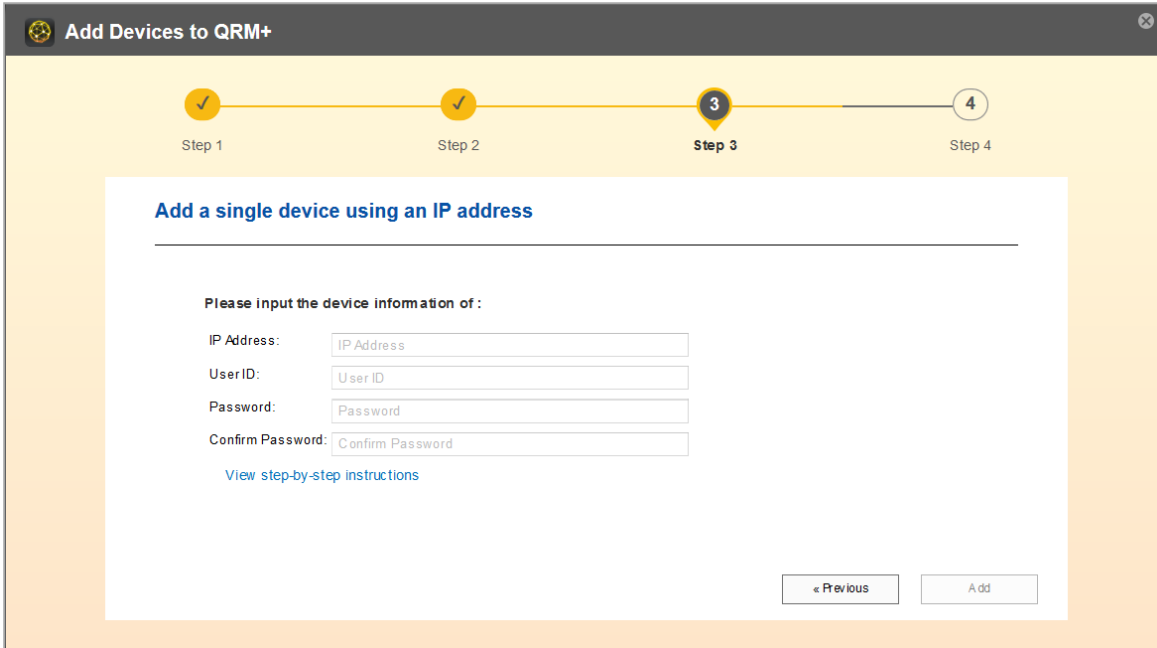 Add Devices to QRM+
3
4
Step 1
Step 2
Step 3
Step 4
Add a single device using an IP address
Please input the device information of :
IP Address:
IP Address
User ID:
User ID
Password:
Password
Confirm Password:
Confirm Password
View step-by-step instructions
« Previous
Add